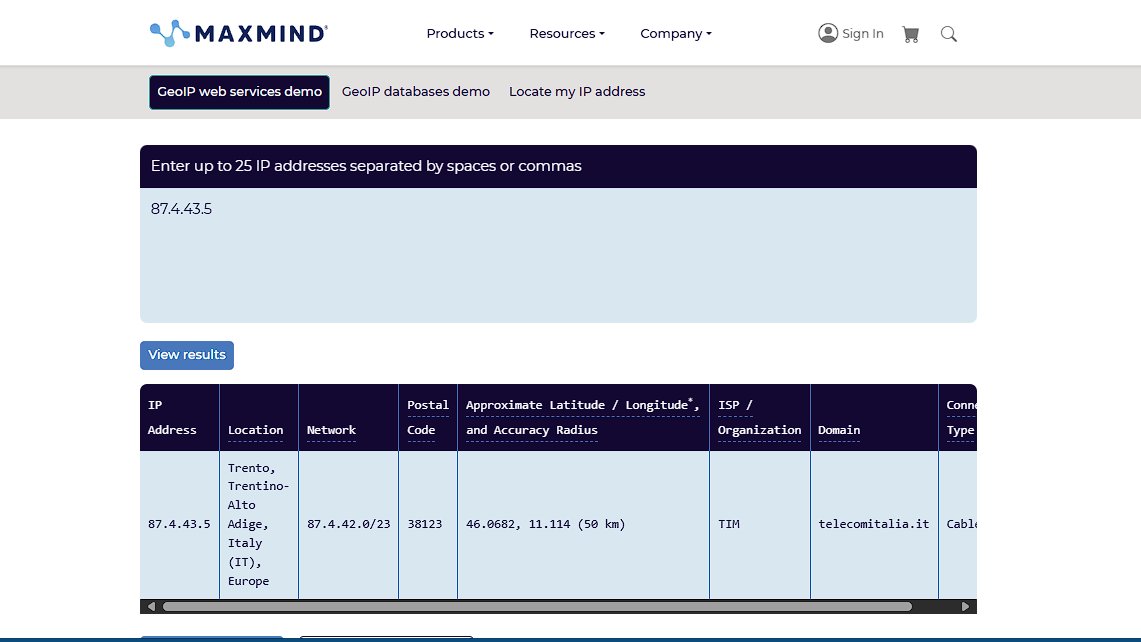 MAXMIND®
Products
Resources
Company
Sign In
GeoIP web services demo
GeoIP databases demo
Locate my IP address
Enter up to 25 IP addresses separated by spaces or commas
87.4.43.5
View results
IP
Address
Location
Network
Postal
Code
Approximate Latitude / Longitude*,
and Accuracy Radius
ISP /
Organization
Domain
Conne
Type
87.4.43.5
Trento,
Trentino-
Alto
Adige,
Italy
(IT),
Europe
87.4.42.0/23
38123
46.0682, 11.114 (50 km)
TIM
telecomitalia.it
Cable